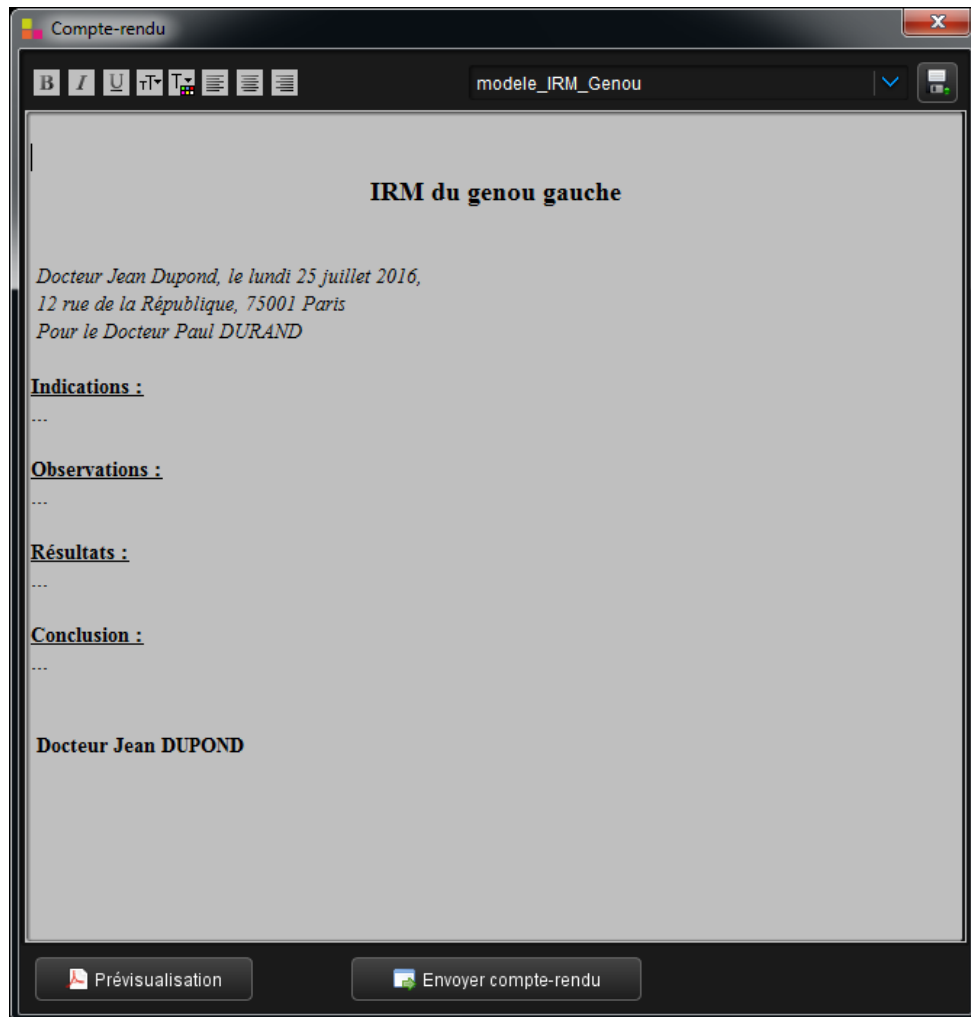 Compte-rendu
B I U TT T
modele_IRM_Genou
IRM du genou gauche
Docteur Jean Dupond, le lundi 25 juillet 2016,
12 rue de la République, 75001 Paris
Pour le Docteur Paul DURAND
Indications :
---
Observations :
---
Résultats :
---
Conclusion :
---
Docteur Jean DUPOND
Prévisualisation
Envoyer compte-rendu